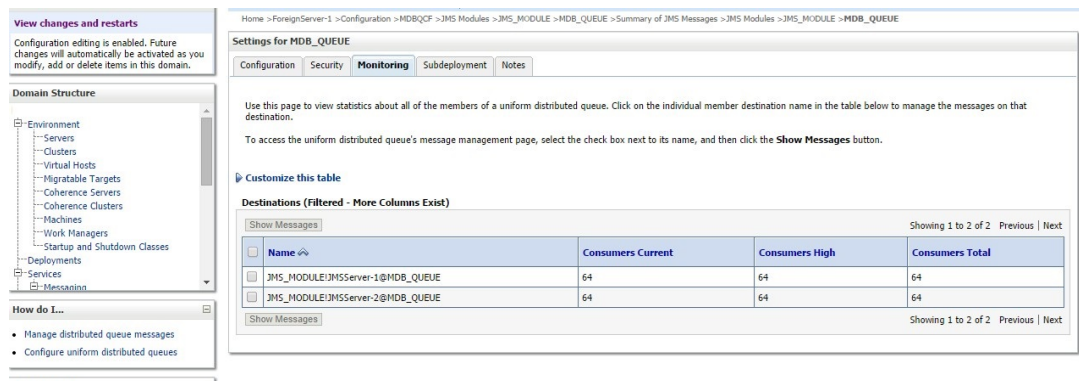 View changes and restarts
Configuration editing is enabled. Future
changes will automatically be activated as you
modify, add or delete items in this domain.
Domain Structure
Environment
Servers
Clusters
Virtual Hosts
Migratable Targets
Coherence Servers
Coherence Clusters
Machines
Work Managers
Startup and Shutdown Classes
Deployments
Services
Messaging
How do I...
Manage distributed queue messages
Configure uniform distributed queues
Home >ForeignServer-1 >Configuration >MDBQCF >JMS Modules >JMS_MODULE >MDB_QUEUE >Summary of JMS Messages >JMS Modules >JMS_MODULE >MDB_QUEUE
Settings for MDB_QUEUE
Configuration Security Monitoring Subdeployment Notes
Use this page to view statistics about all of the members of a uniform distributed queue. Click on the individual member destination name in the table below to manage the messages on that
destination.
To access the uniform distributed queue's message management page, select the check box next to its name, and then click the Show Messages button.
Customize this table
Destinations (Filtered - More Columns Exist)
Show Messages Showing 1 to 2 of 2 Previous | Next
Name Consumers Current Consumers High Consumers Total
JMS_MODULE!JMSServer-1@MDB_QUEUE 64 64 64
JMS_MODULE!JMSServer-2@MDB_QUEUE 64 64 64
Show Messages Showing 1 to 2 of 2 Previous | Next